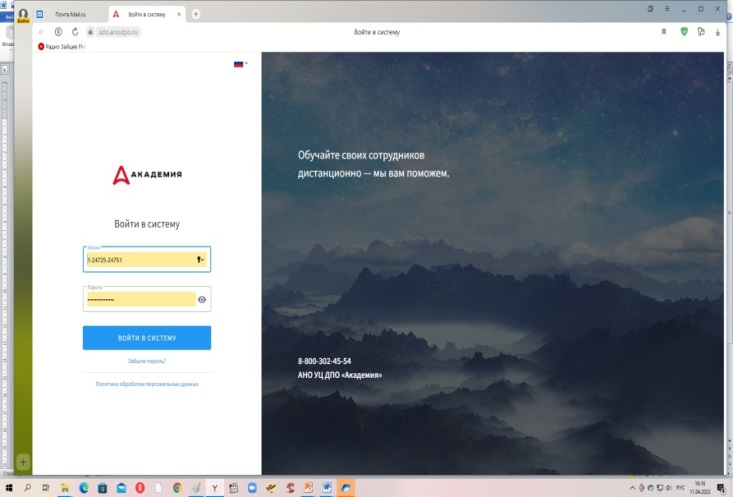 Войти
Почта Mail.ru
Войти в систему
sdo.anodpo.ru
Войти в систему
Радио Зайцев FM
АКАДЕМИЯ
Войти в систему
Логин
1-24725-24751
Пароль
ВОЙТИ В СИСТЕМУ
Забыли пароль?
Политика обработки персональных данных
Обучайте своих сотрудников
дистанционно — мы вам поможем.
8-800-302-45-54
АНО УЦ ДПО «Академия»
РУС
16:18
11.04.2022